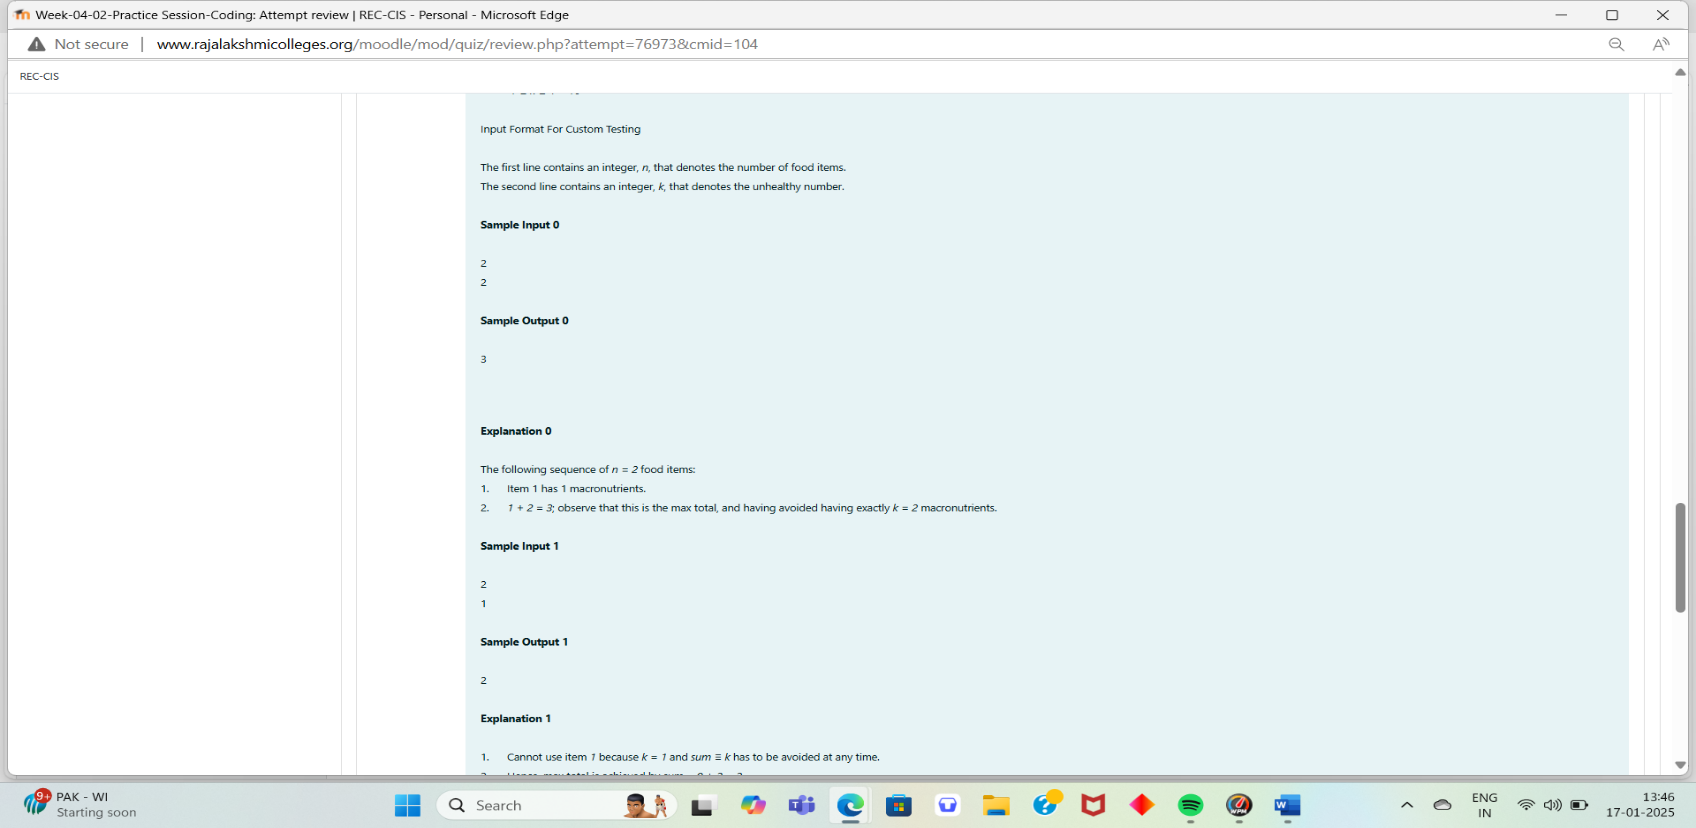 Week-04-02-Practice Session-Coding: Attempt review | REC-CIS - Personal - Microsoft Edge
Not secure | www.rajalakshmicolleges.org/moodle/mod/quiz/review.php?attempt=76973&cmid=104
REC-CIS
Input Format For Custom Testing
The first line contains an integer, n, that denotes the number of food items.
The second line contains an integer, k, that denotes the unhealthy number.
Sample Input 0
2
2
Sample Output 0
3
Explanation 0
The following sequence of n = 2 food items:
1. Item 1 has 1 macronutrients.
2. 1 + 2 = 3; observe that this is the max total, and having avoided having exactly k = 2 macronutrients.
Sample Input 1
2
1
Sample Output 1
2
Explanation 1
1. Cannot use item 1 because k = 1 and sum ≡ k has to be avoided at any time.
9+ PAK - WI
Starting soon
Search
ENG
IN
13:46
17-01-2025